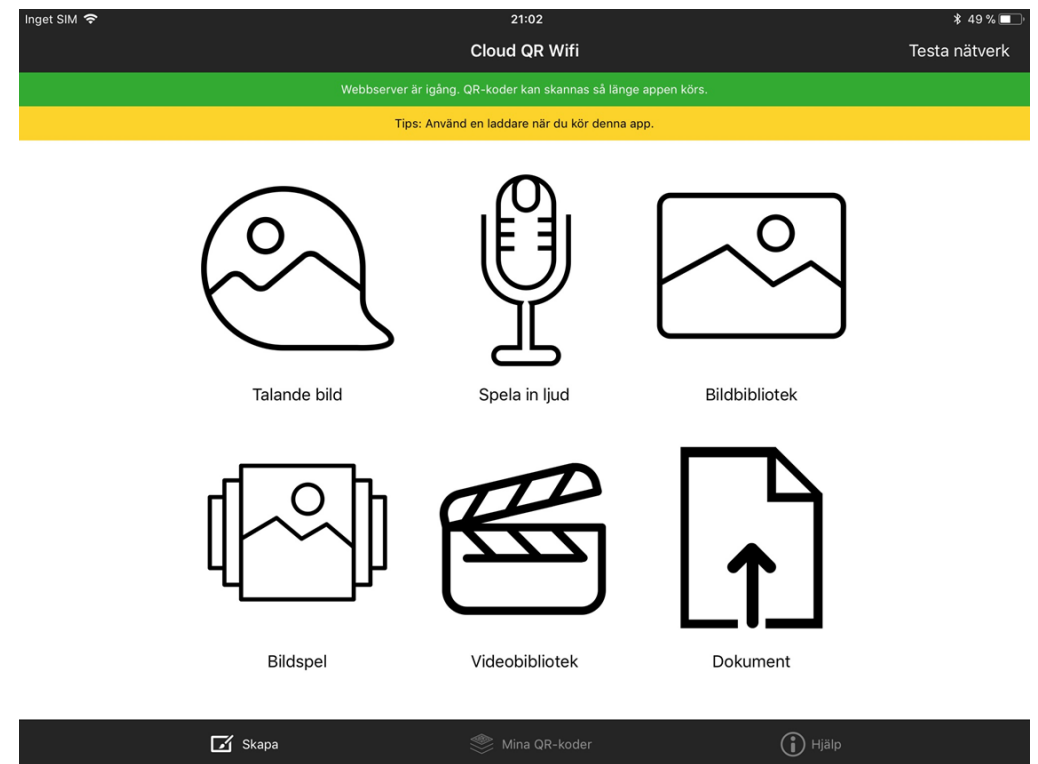 Inget SIM
21:02
49 %
Cloud QR Wifi
Testa nätverk
Webbserver är igång. QR-koder kan skannas så länge appen körs.
Tips: Använd en laddare när du kör denna app.
Talande bild
Spela in ljud
Bildbibliotek
Bildspel
Videobibliotek
Dokument
Skapa
Mina QR-koder
Hjälp